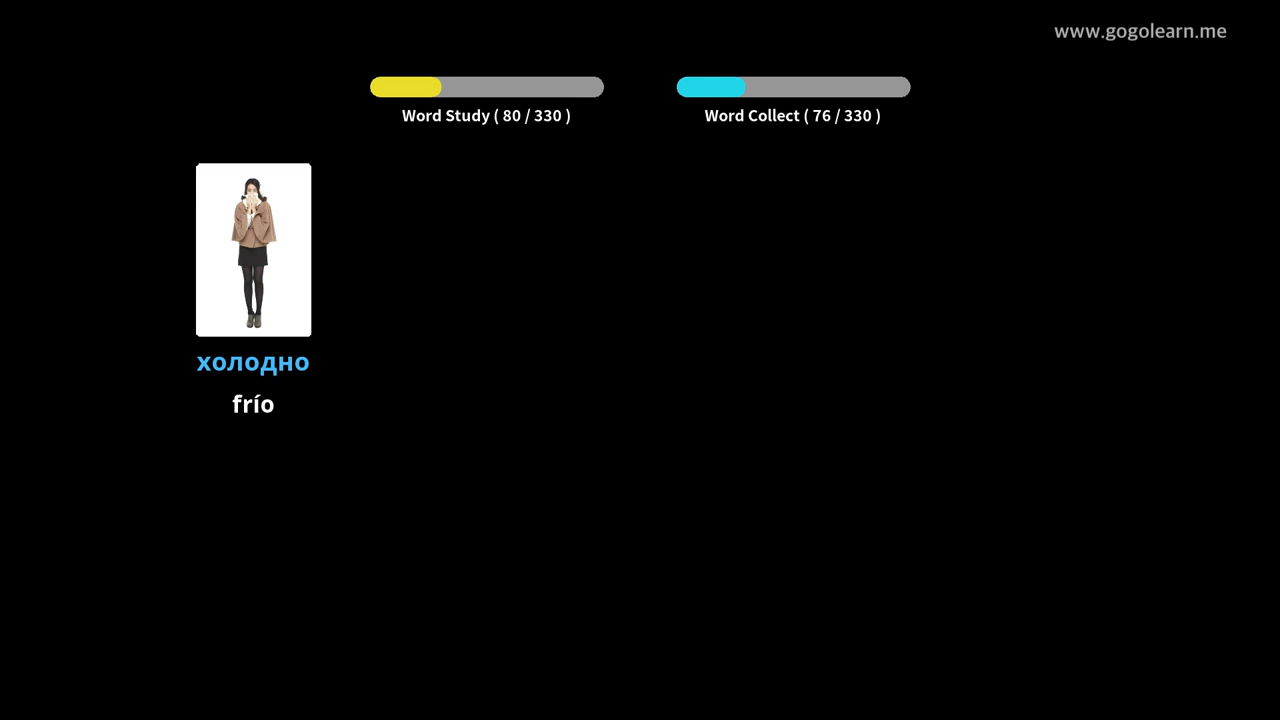 www.gogolearn.me
Word Study ( 80 / 330 )
Word Collect ( 76 / 330 )
холодно
frío